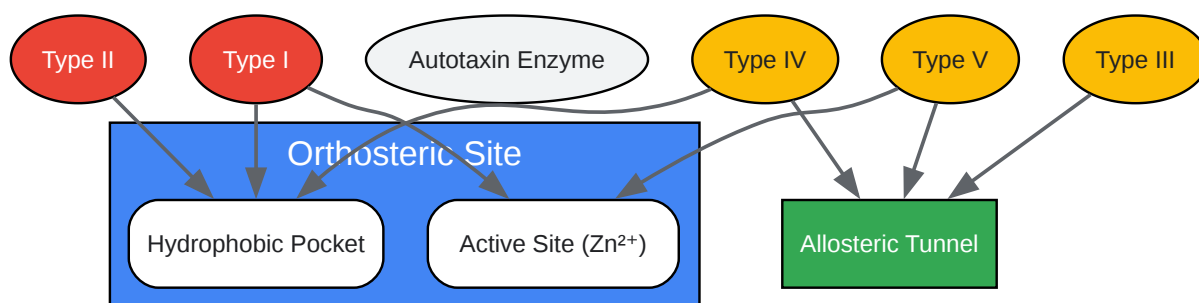 Type II
Type I
Autotaxin Enzyme
Type IV
Type V
Type III
Orthosteric Site
Hydrophobic Pocket
Active Site (Zn²⁺)
Allosteric Tunnel